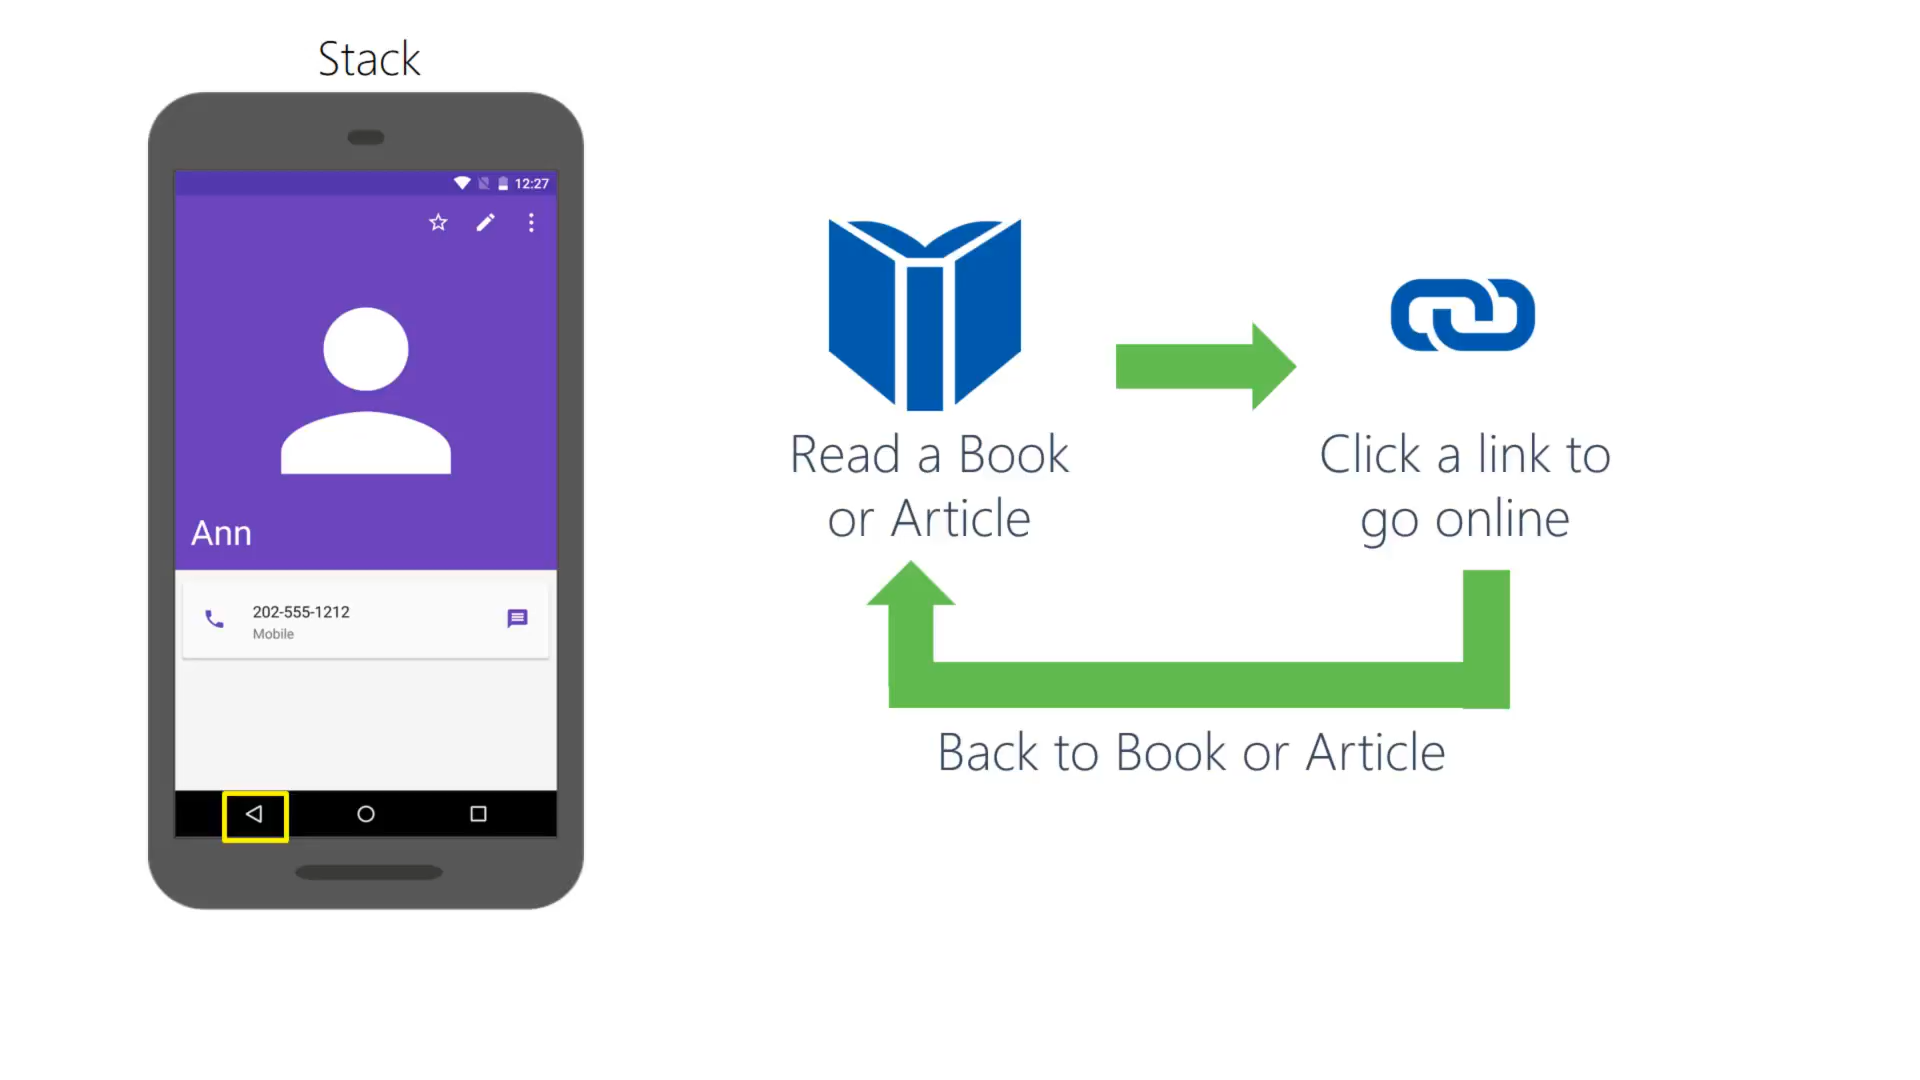 Stack
12:27
Ann
202-555-1212
Mobile
Read a Book
or Article
Click a link to
go online
Back to Book or Article